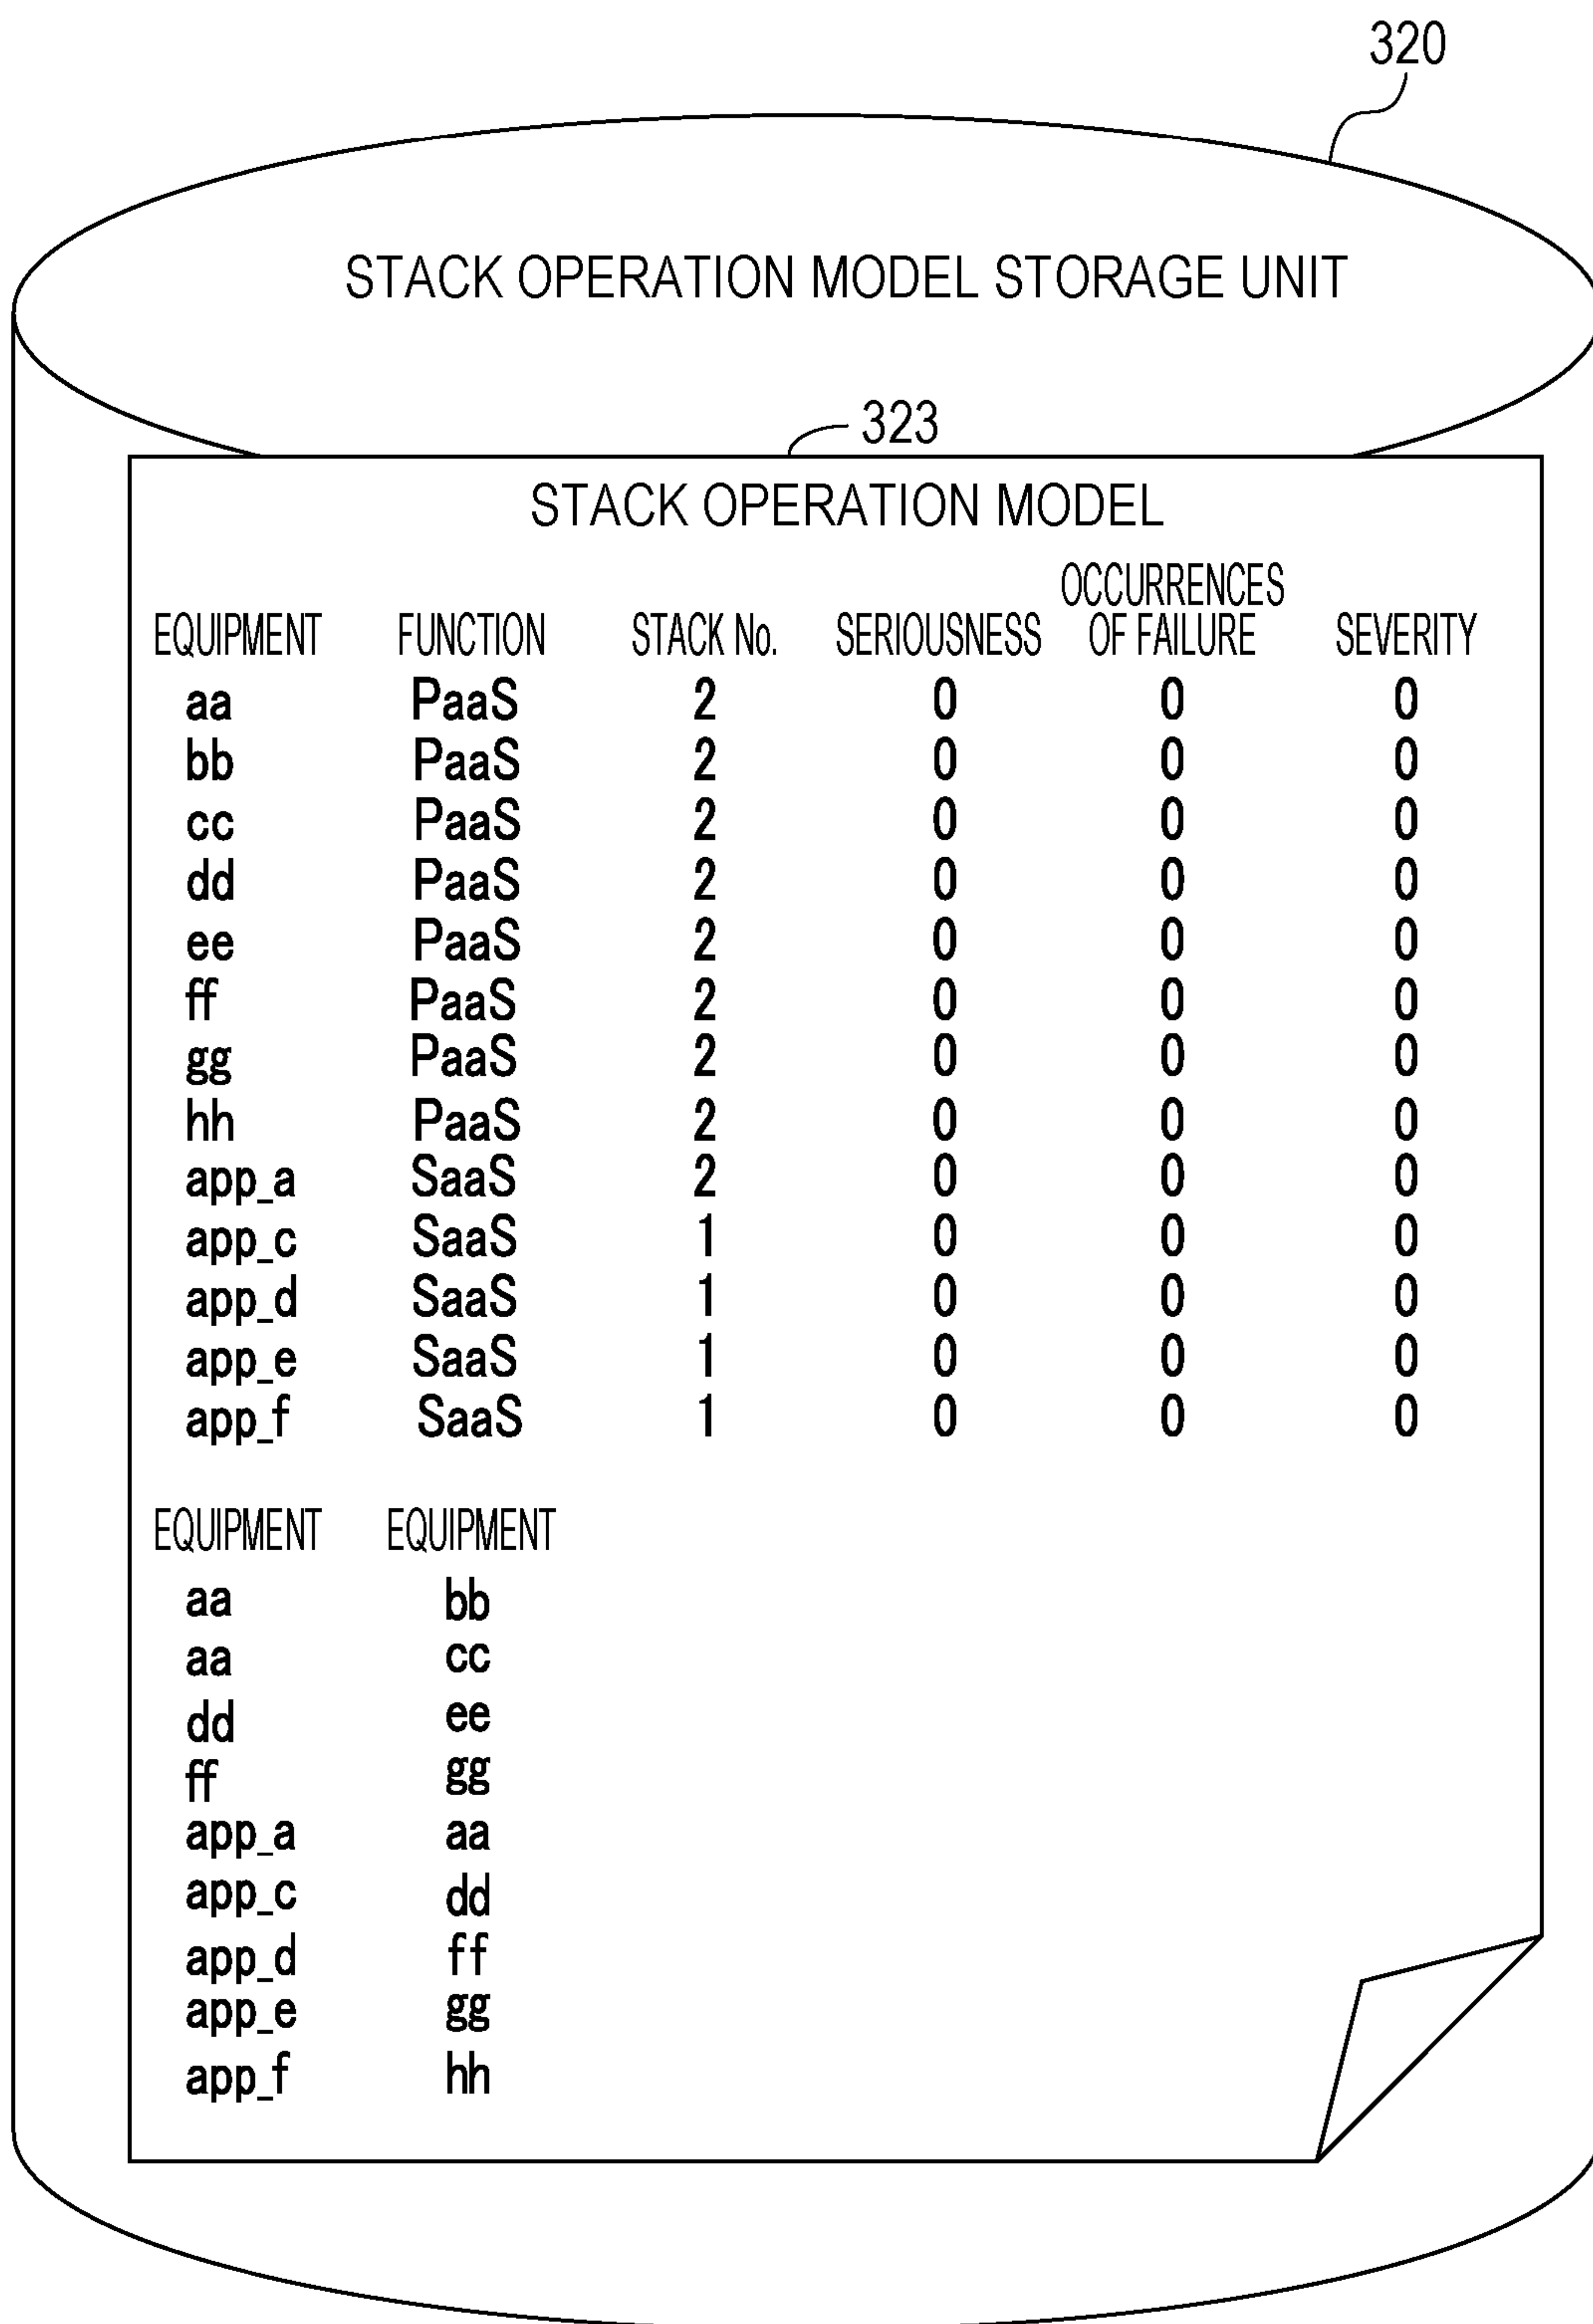 320
STACK OPERATION MODEL STORAGE UNIT
323
STACK OPERATION MODEL
EQUIPMENT FUNCTION STACK No. SERIOUSNESS OCCURRENCES OF FAILURE SEVERITY
aa PaaS 2 0 0 0
bb PaaS 2 0 0 0
cc PaaS 2 0 0 0
dd PaaS 2 0 0 0
ee PaaS 2 0 0 0
ff PaaS 2 0 0 0
gg PaaS 2 0 0 0
hh PaaS 2 0 0 0
app_a SaaS 2 0 0 0
app_c SaaS 1 0 0 0
app_d SaaS 1 0 0 0
app_e SaaS 1 0 0 0
app_f SaaS 1 0 0 0
EQUIPMENT EQUIPMENT
aa bb
aa cc
dd ee
ff gg
app_a aa
app_c dd
app_d ff
app_e gg
app_f hh